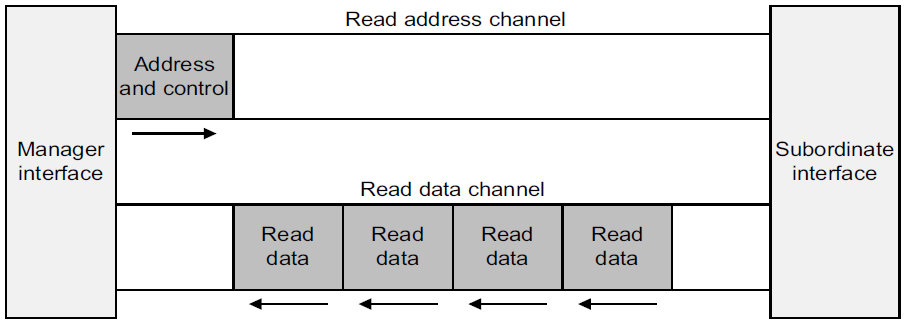 Read address channel
Address
and control
Manager
interface
Subordinate
interface
Read data channel
Read
data
Read
data
Read
data
Read
data